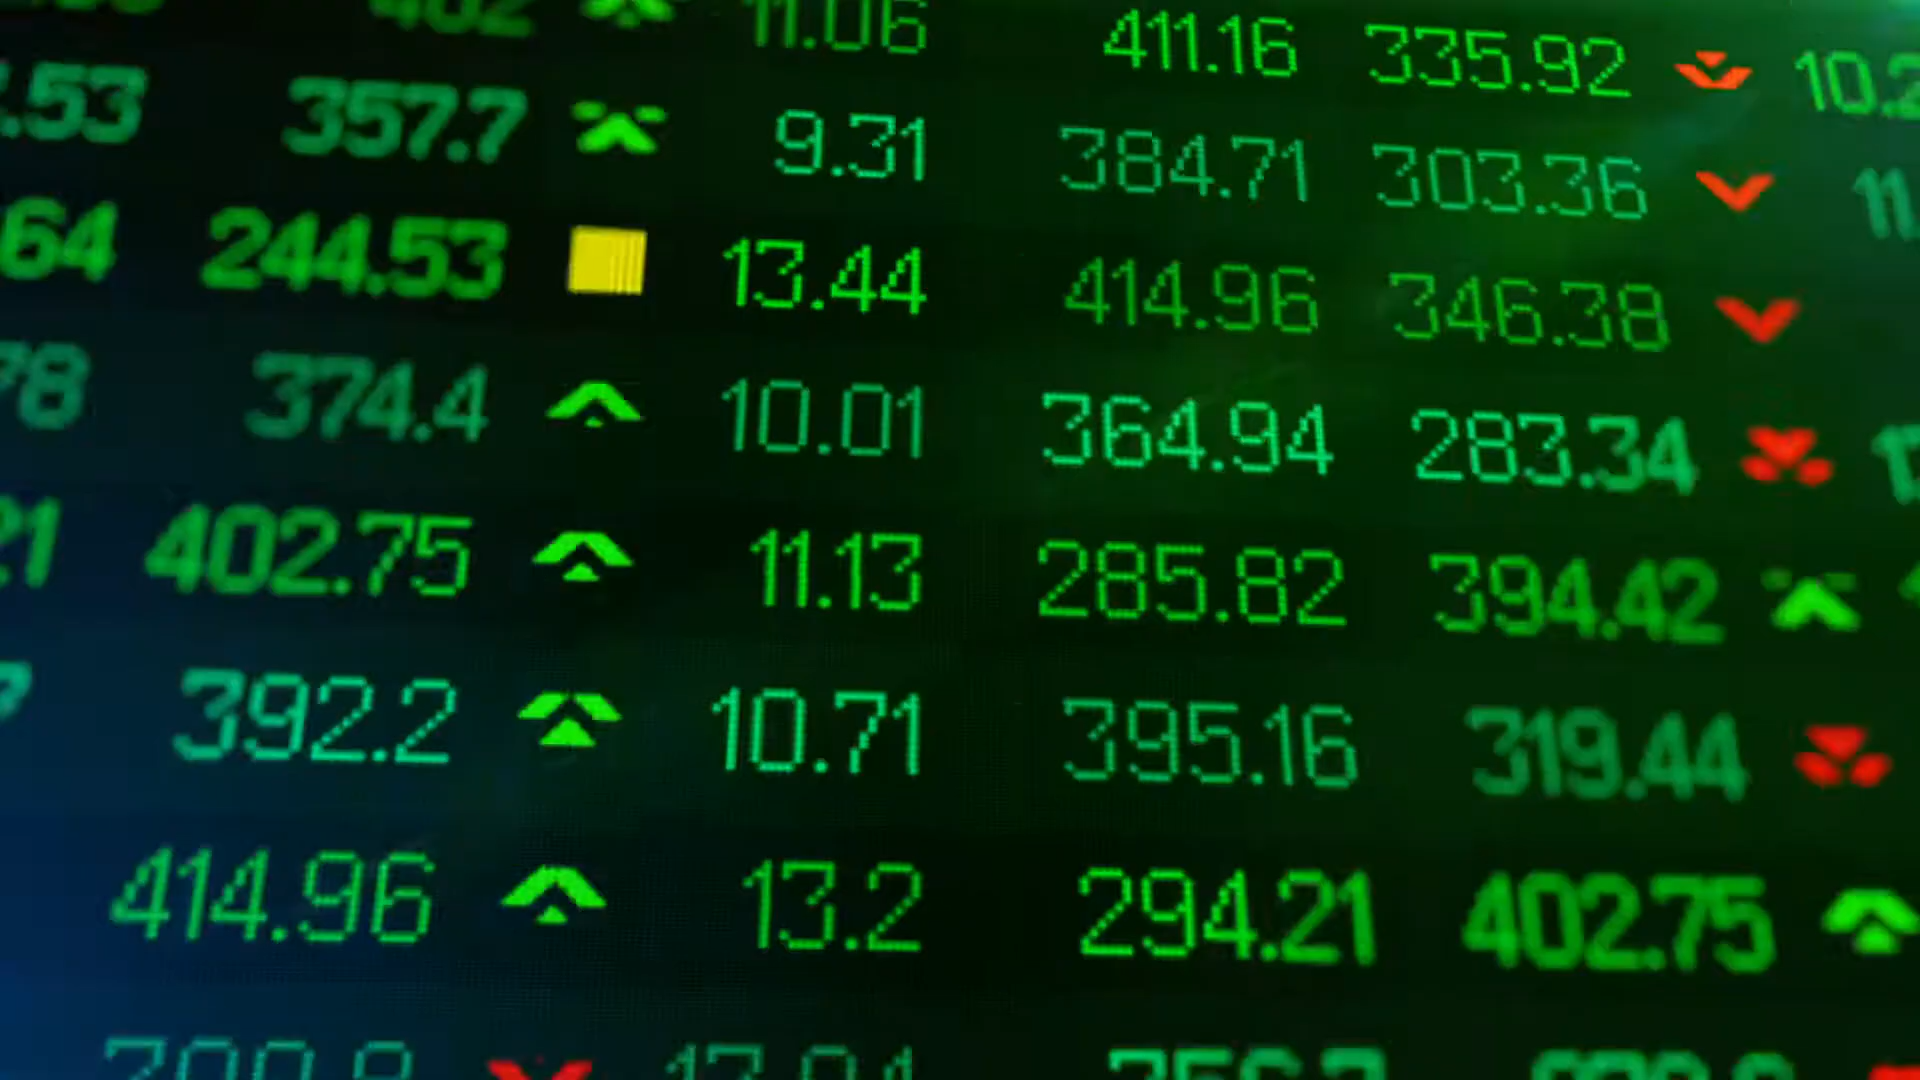 402 11.06 411.16 335.92 10.2
.53 357.7 9.31 384.71 303.36 11
64 244.53 13.44 414.96 346.38
78 374.4 10.01 364.94 283.34
21 402.75 11.13 285.82 394.42
7 392.2 10.71 395.16 319.44
414.96 13.2 294.21 402.75